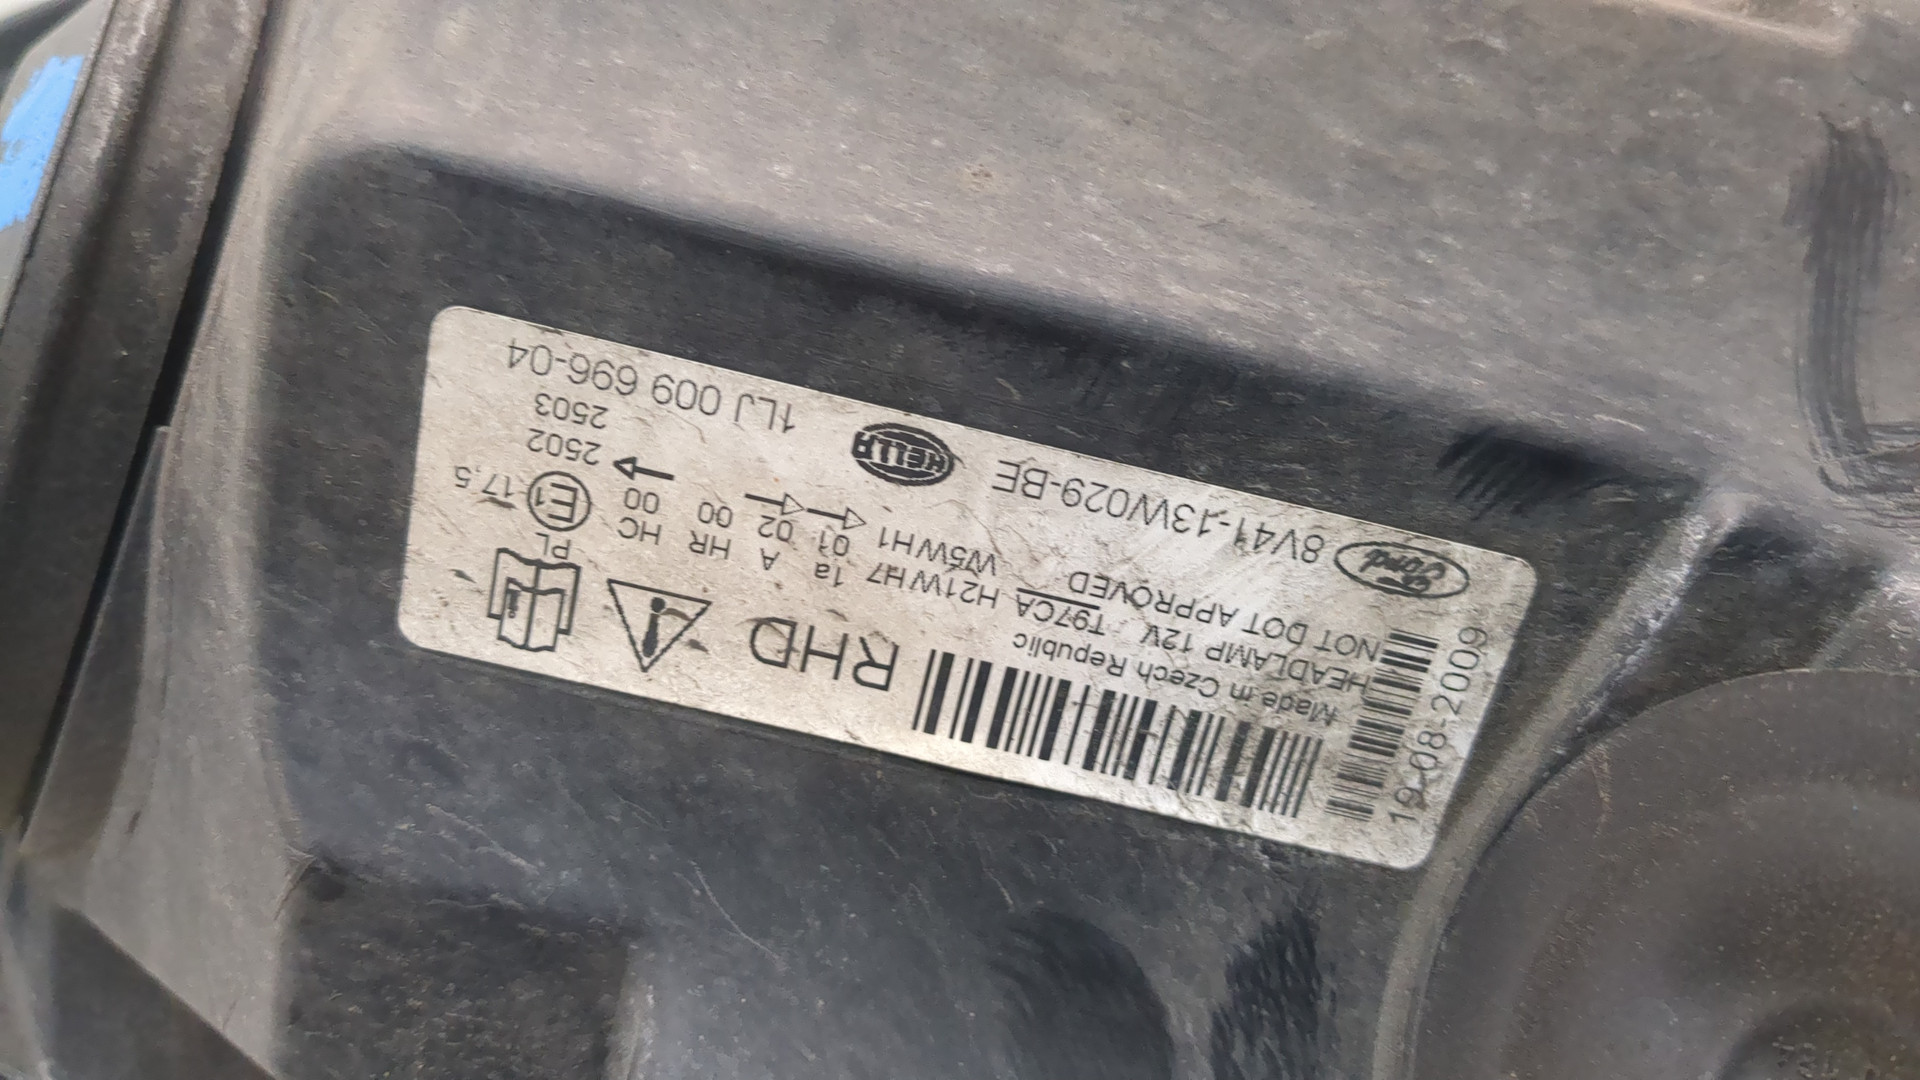 Ford 8V41-13W029-BE HELLA 1LJ 009 696-04
NOT DOT APPROVED W5W H1 2503
HEADLAMP 12V T97CA H21W H7 2502
Made in Czech Republic
1a A HR HC E1 17.5
01 02 00 00
PL
RHD
19-08-2009